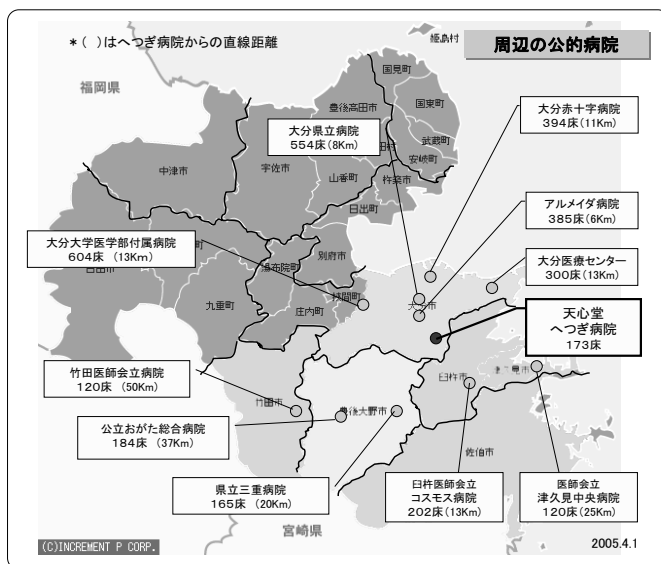 *( )はへつぎ病院からの直線距離
周辺の公的病院
姫島村
福岡県
国見町
豊後高田市
国東町
大分県立病院
554床(8Km)
大分赤十字病院
394床(11Km)
武蔵町
安岐町
中津市
宇佐市
山香町
杵築市
日出町
アルメイダ病院
385床(6Km)
大分大学医学部付属病院
604床 (13Km)
別府市
湯布院町
大分医療センター
300床(13Km)
九重町
庄内町
挾間町
天心堂
へつぎ病院
173床
竹田医師会立病院
120床(50Km)
臼杵市
津久見市
竹田市
豊後大野市
公立おがた総合病院
184床 (37Km)
佐伯市
県立三重病院
165床 (20Km)
臼杵医師会立
コスモス病院
202床(13Km)
医師会立
津久見中央病院
120床(25Km)
宮崎県
(C)INCREMENT P CORP.
2005.4.1